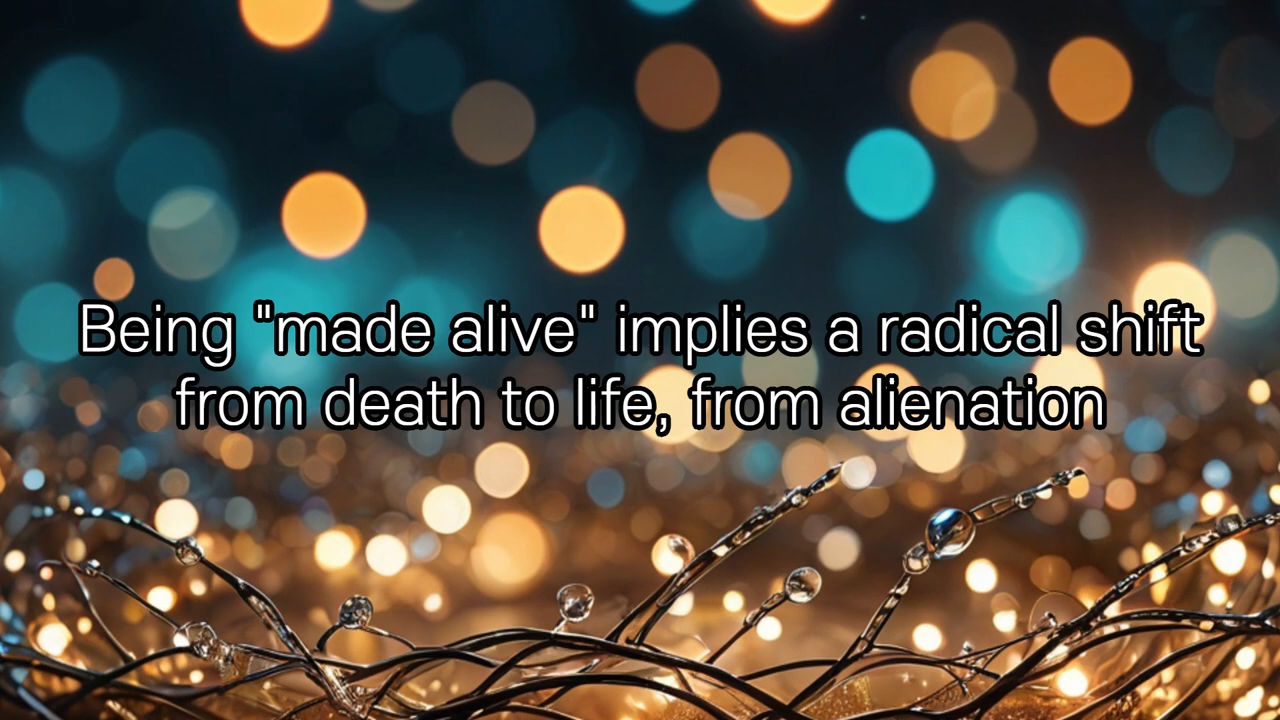 Being "made alive" implies a radical shift
from death to life, from alienation